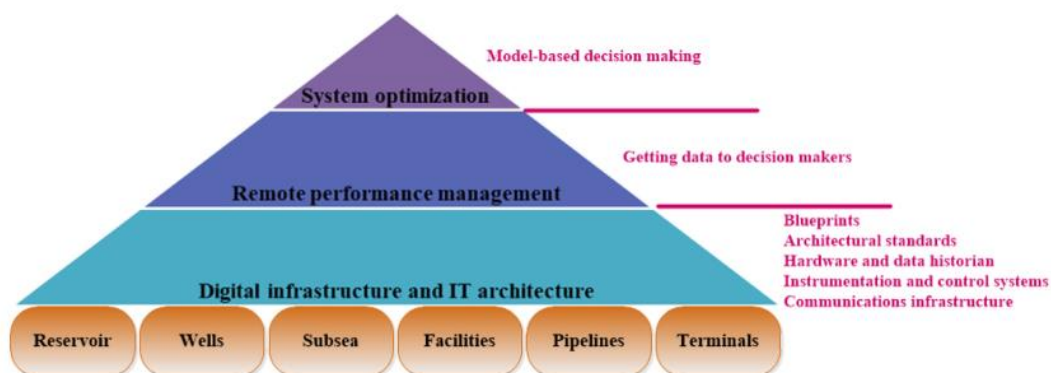 Model-based decision making
System optimization
Getting data to decision makers
Remote performance management
Blueprints
Architectural standards
Hardware and data historian
Instrumentation and control systems
Communications infrastructure
Digital infrastructure and IT architecture
Reservoir
Wells
Subsea
Facilities
Pipelines
Terminals